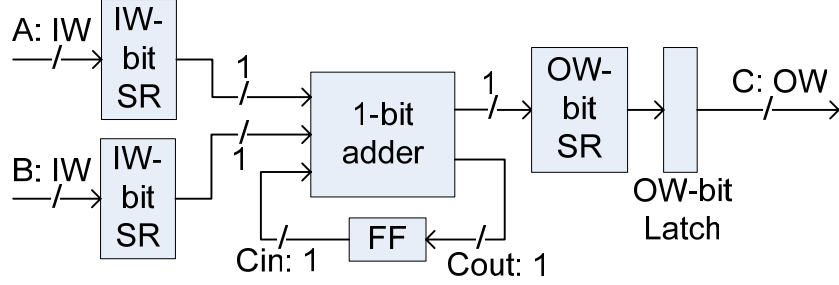 A: IW
IW-
bit
SR
1
B: IW
IW-
bit
SR
1
1-bit
adder
Cin: 1
FF
Cout: 1
1
OW-
bit
SR
OW-bit
Latch
C: OW